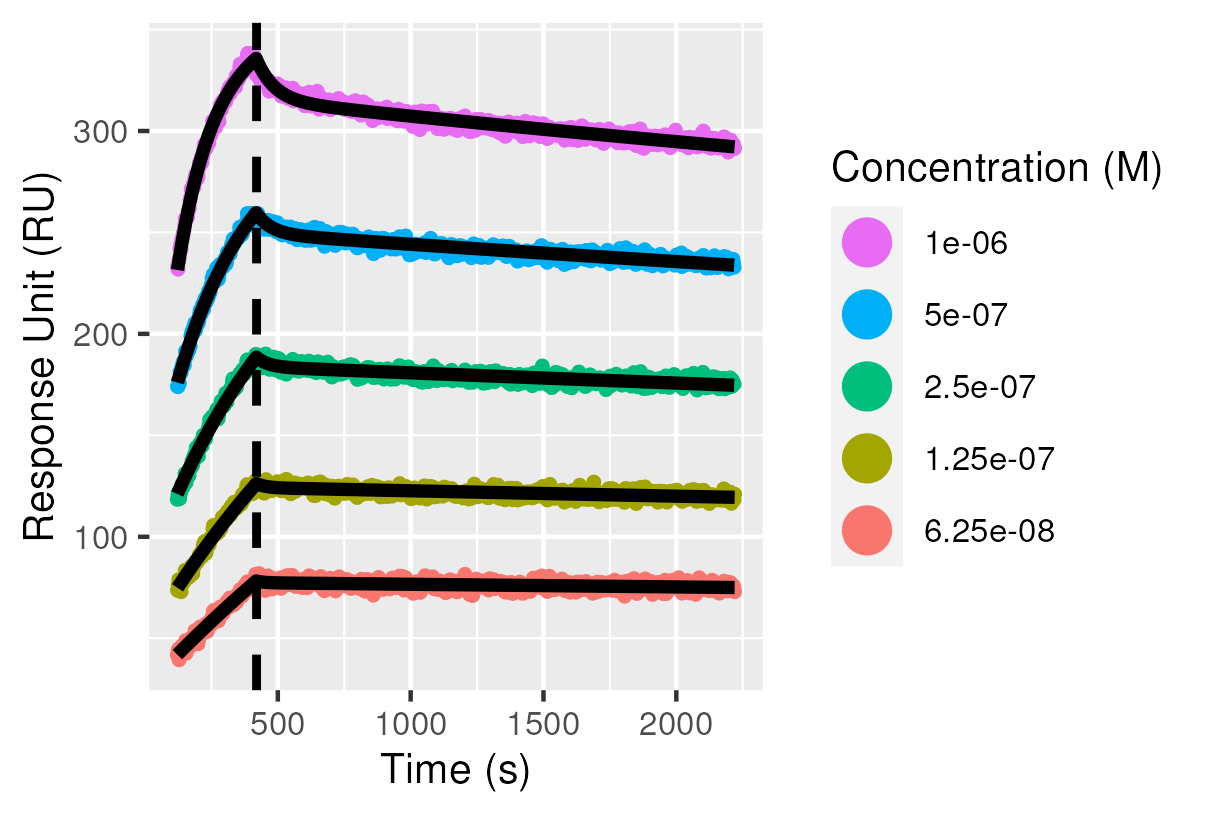 Response Unit (RU)
300
200
100
500 1000 1500 2000
Time (s)
Concentration (M)
1e-06
5e-07
2.5e-07
1.25e-07
6.25e-08